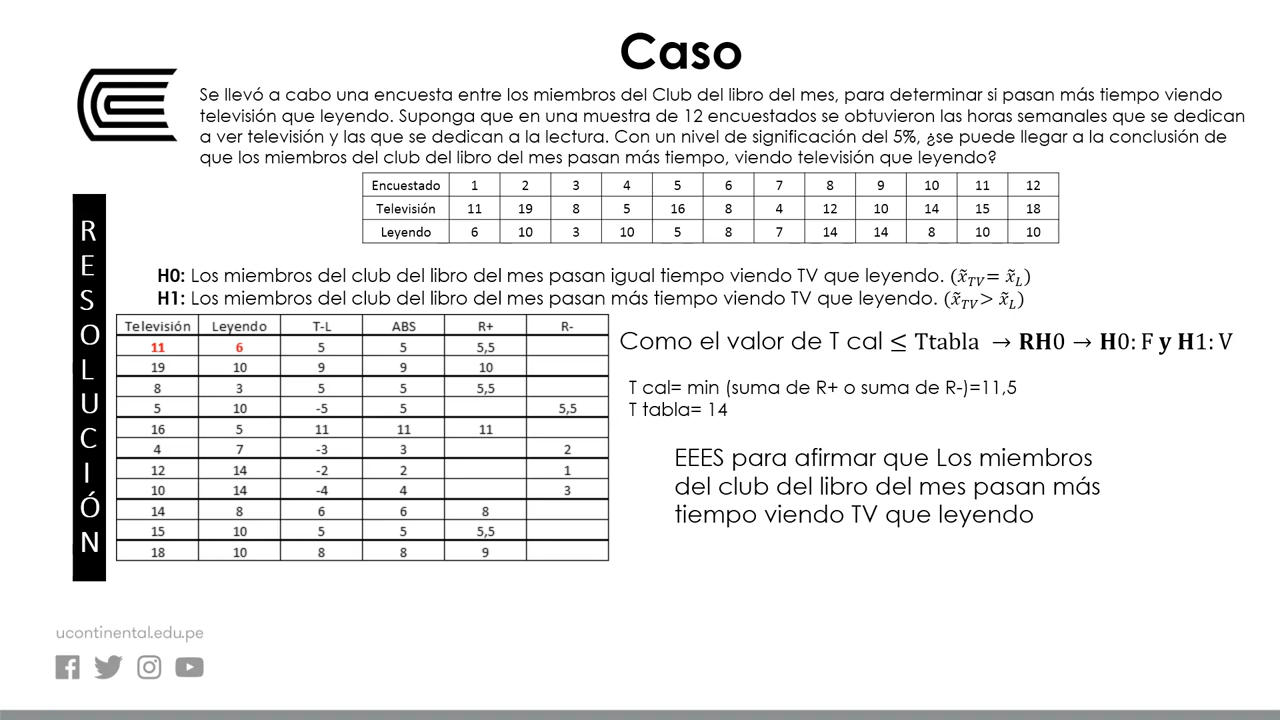 Caso
Se llevó a cabo una encuesta entre los miembros del Club del libro del mes, para determinar si pasan más tiempo viendo
televisión que leyendo. Suponga que en una muestra de 12 encuestados se obtuvieron las horas semanales que se dedican
a ver televisión y las que se dedican a la lectura. Con un nivel de significación del 5%, ¿se puede llegar a la conclusión de
que los miembros del club del libro del mes pasan más tiempo, viendo televisión que leyendo?
Encuestado 1 2 3 4 5 6 7 8 9 10 11 12
Televisión 11 19 8 5 16 8 4 12 10 14 15 18
Leyendo 6 10 3 10 5 8 7 14 14 8 10 10
RESOLUCIÓN
H0: Los miembros del club del libro del mes pasan igual tiempo viendo TV que leyendo. (x̃_TV = x̃_L)
H1: Los miembros del club del libro del mes pasan más tiempo viendo TV que leyendo. (x̃_TV > x̃_L)
Televisión Leyendo T-L ABS R+ R-
11 6 5 5 5,5
19 10 9 9 10
8 3 5 5 5,5
5 10 -5 5 5,5
16 5 11 11 11
4 7 -3 3 2
12 14 -2 2 1
10 14 -4 4 3
14 8 6 6 8
15 10 5 5 5,5
18 10 8 8 9
Como el valor de T cal ≤ Ttabla → RH0 → H0: F y H1: V
T cal= min (suma de R+ o suma de R-)=11,5
T tabla= 14
EEES para afirmar que Los miembros
del club del libro del mes pasan más
tiempo viendo TV que leyendo
ucontinental.edu.pe